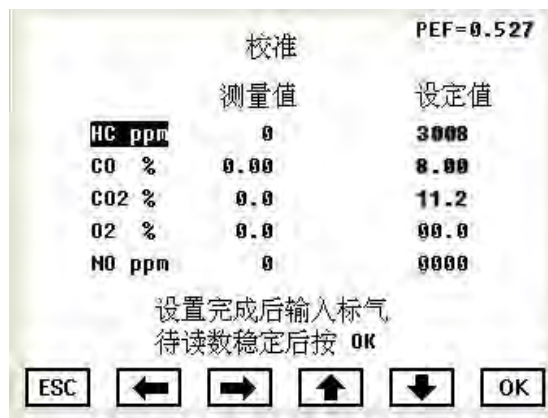 PEF=0.527
校准
测量值 设定值
HC ppm 0 3008
CO % 0.00 8.00
CO2 % 0.0 11.2
O2 % 0.0 00.0
NO ppm 0 0000
设置完成后输入标气
待读数稳定后按 OK
ESC ← → ↑ ↓ OK